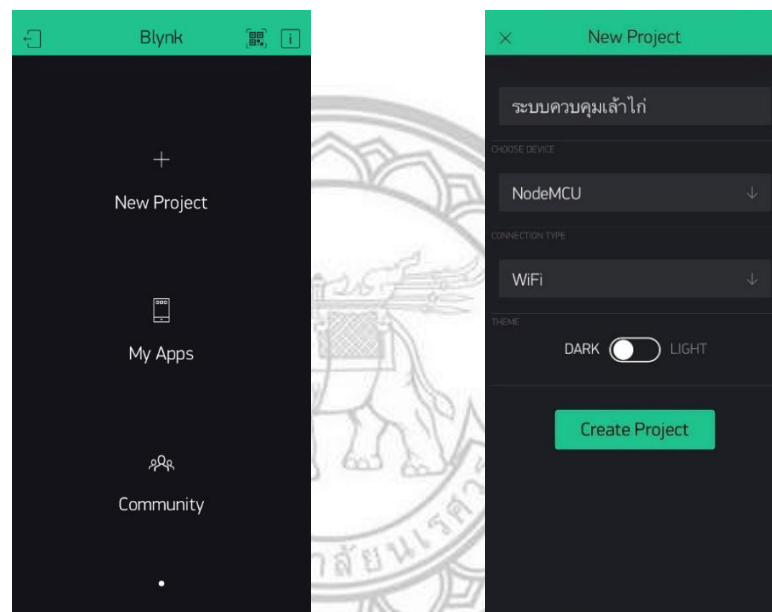 Blynk
New Project
My Apps
Community
New Project
ระบบควบคุมเล้าไก่
CHOOSE DEVICE
NodeMCU
CONNECTION TYPE
WiFi
THEME
DARK
LIGHT
Create Project